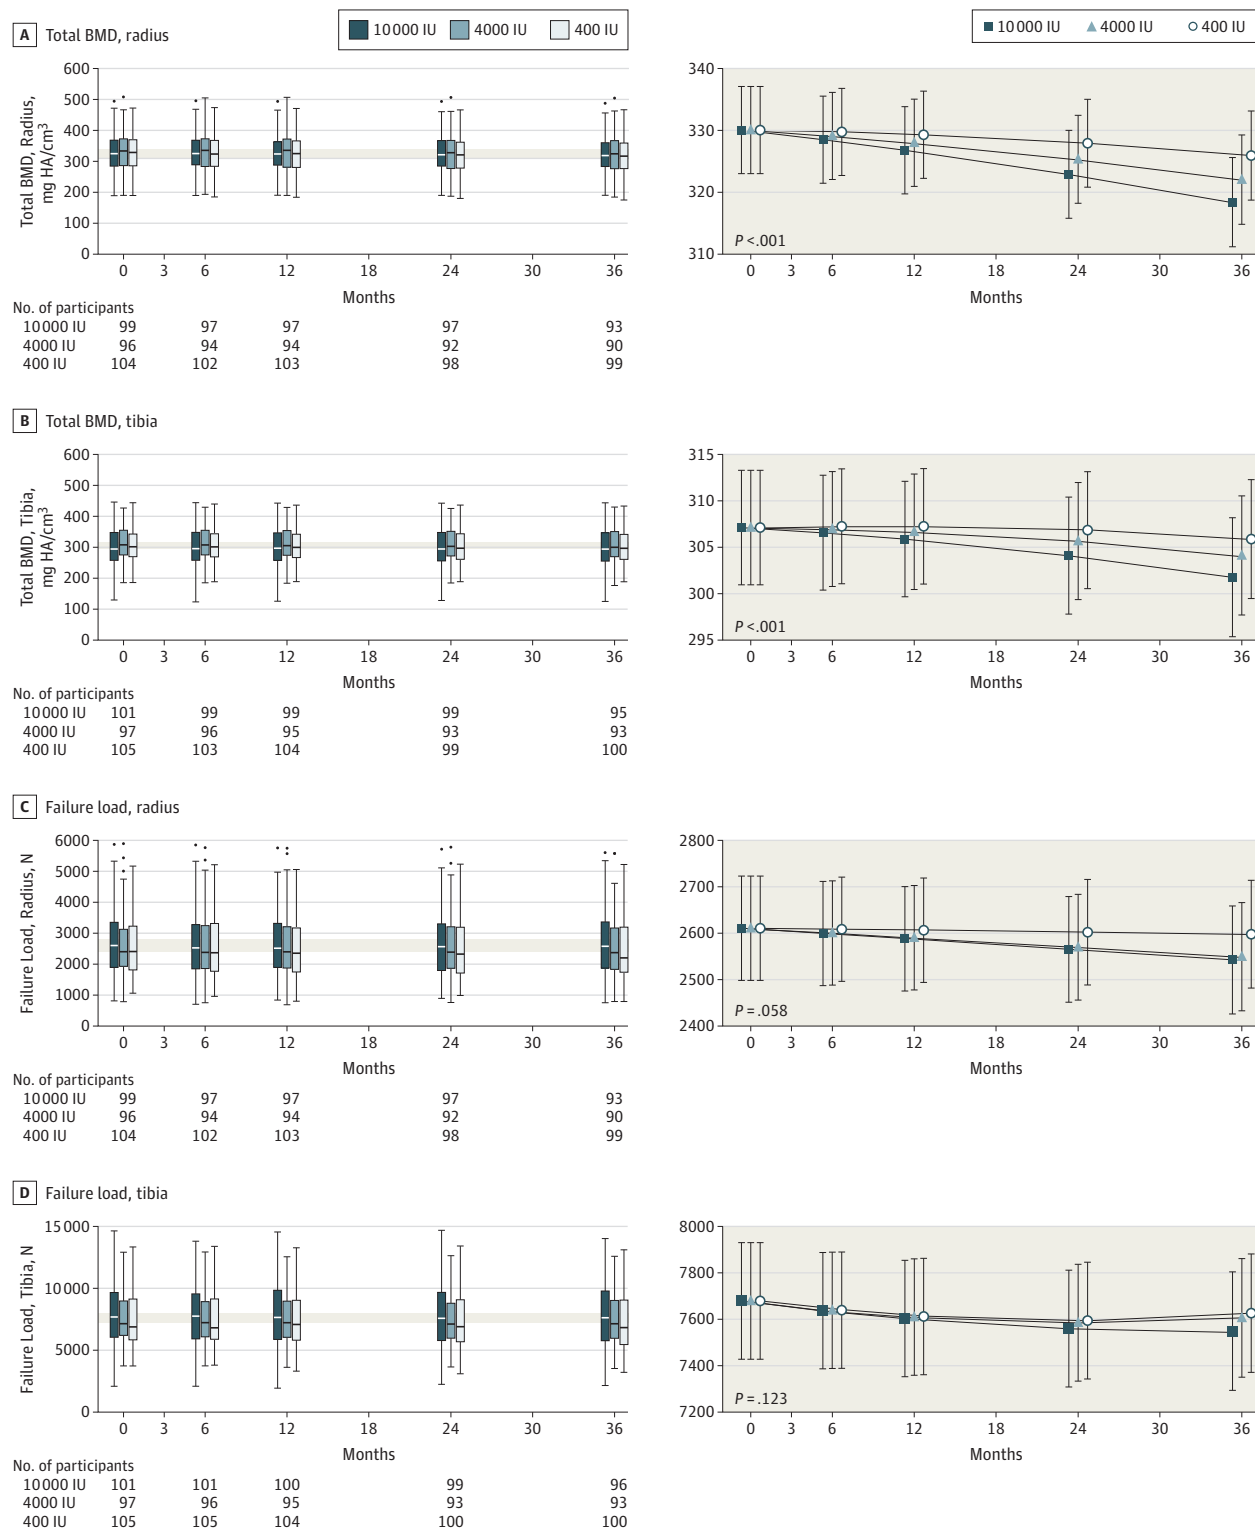 A Total BMD, radius
10 000 IU 4000 IU 400 IU
10 000 IU 4000 IU 400 IU
Total BMD, Radius,
mg HA/cm3
600
500
400
300
200
100
0
0 3 6 12 18 24 30 36
Months
340
330
320
310
P <.001
0 3 6 12 18 24 30 36
Months
No. of participants
10 000 IU 99 97 97 97 93
4000 IU 96 94 94 92 90
400 IU 104 102 103 98 99
B Total BMD, tibia
Total BMD, Tibia,
mg HA/cm3
600
500
400
300
200
100
0
0 3 6 12 18 24 30 36
Months
315
310
305
300
295
P <.001
0 3 6 12 18 24 30 36
Months
No. of participants
10 000 IU 101 99 99 99 95
4000 IU 97 96 95 93 93
400 IU 105 103 104 99 100
C Failure load, radius
Failure Load, Radius, N
6000
5000
4000
3000
2000
1000
0
0 3 6 12 18 24 30 36
Months
2800
2700
2600
2500
2400
P = .058
0 3 6 12 18 24 30 36
Months
No. of participants
10 000 IU 99 97 97 97 93
4000 IU 96 94 94 92 90
400 IU 104 102 103 98 99
D Failure load, tibia
Failure Load, Tibia, N
15 000
10 000
5000
0
0 3 6 12 18 24 30 36
Months
8000
7800
7600
7400
7200
P = .123
0 3 6 12 18 24 30 36
Months
No. of participants
10 000 IU 101 101 100 99 96
4000 IU 97 96 95 93 93
400 IU 105 105 104 100 100